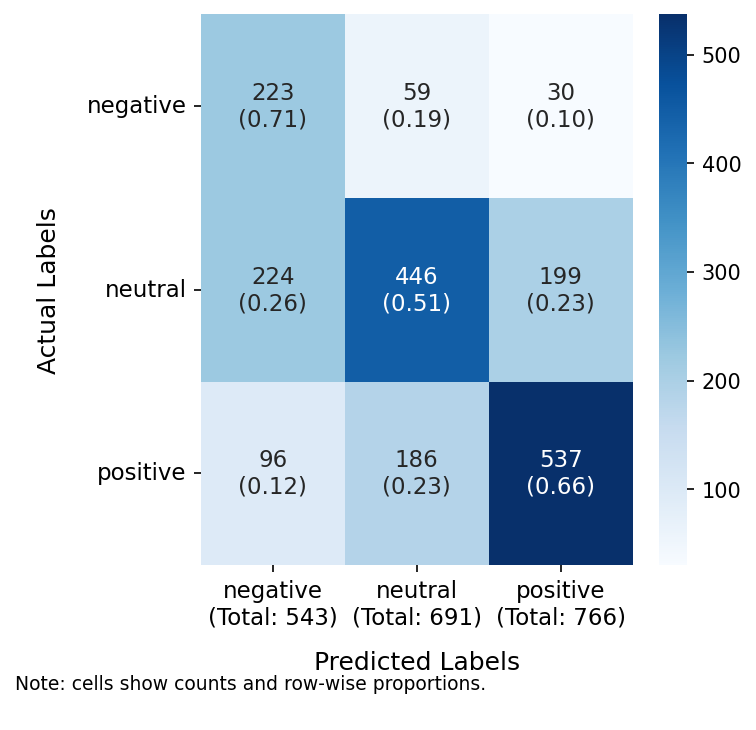 negative
223
(0.71)
59
(0.19)
30
(0.10)
neutral
224
(0.26)
446
(0.51)
199
(0.23)
positive
96
(0.12)
186
(0.23)
537
(0.66)
Actual Labels
negative
(Total: 543)
neutral
(Total: 691)
positive
(Total: 766)
Predicted Labels
500
400
300
200
100
Note: cells show counts and row-wise proportions.